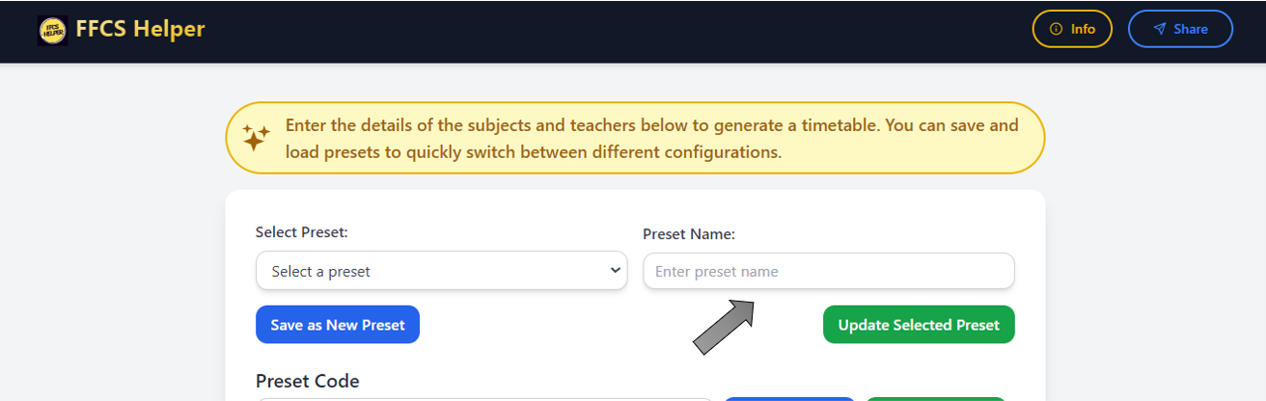 FFCS HELPER
FFCS Helper
Info
Share
Enter the details of the subjects and teachers below to generate a timetable. You can save and
load presets to quickly switch between different configurations.
Select Preset:
Preset Name:
Select a preset
Enter preset name
Save as New Preset
Update Selected Preset
Preset Code